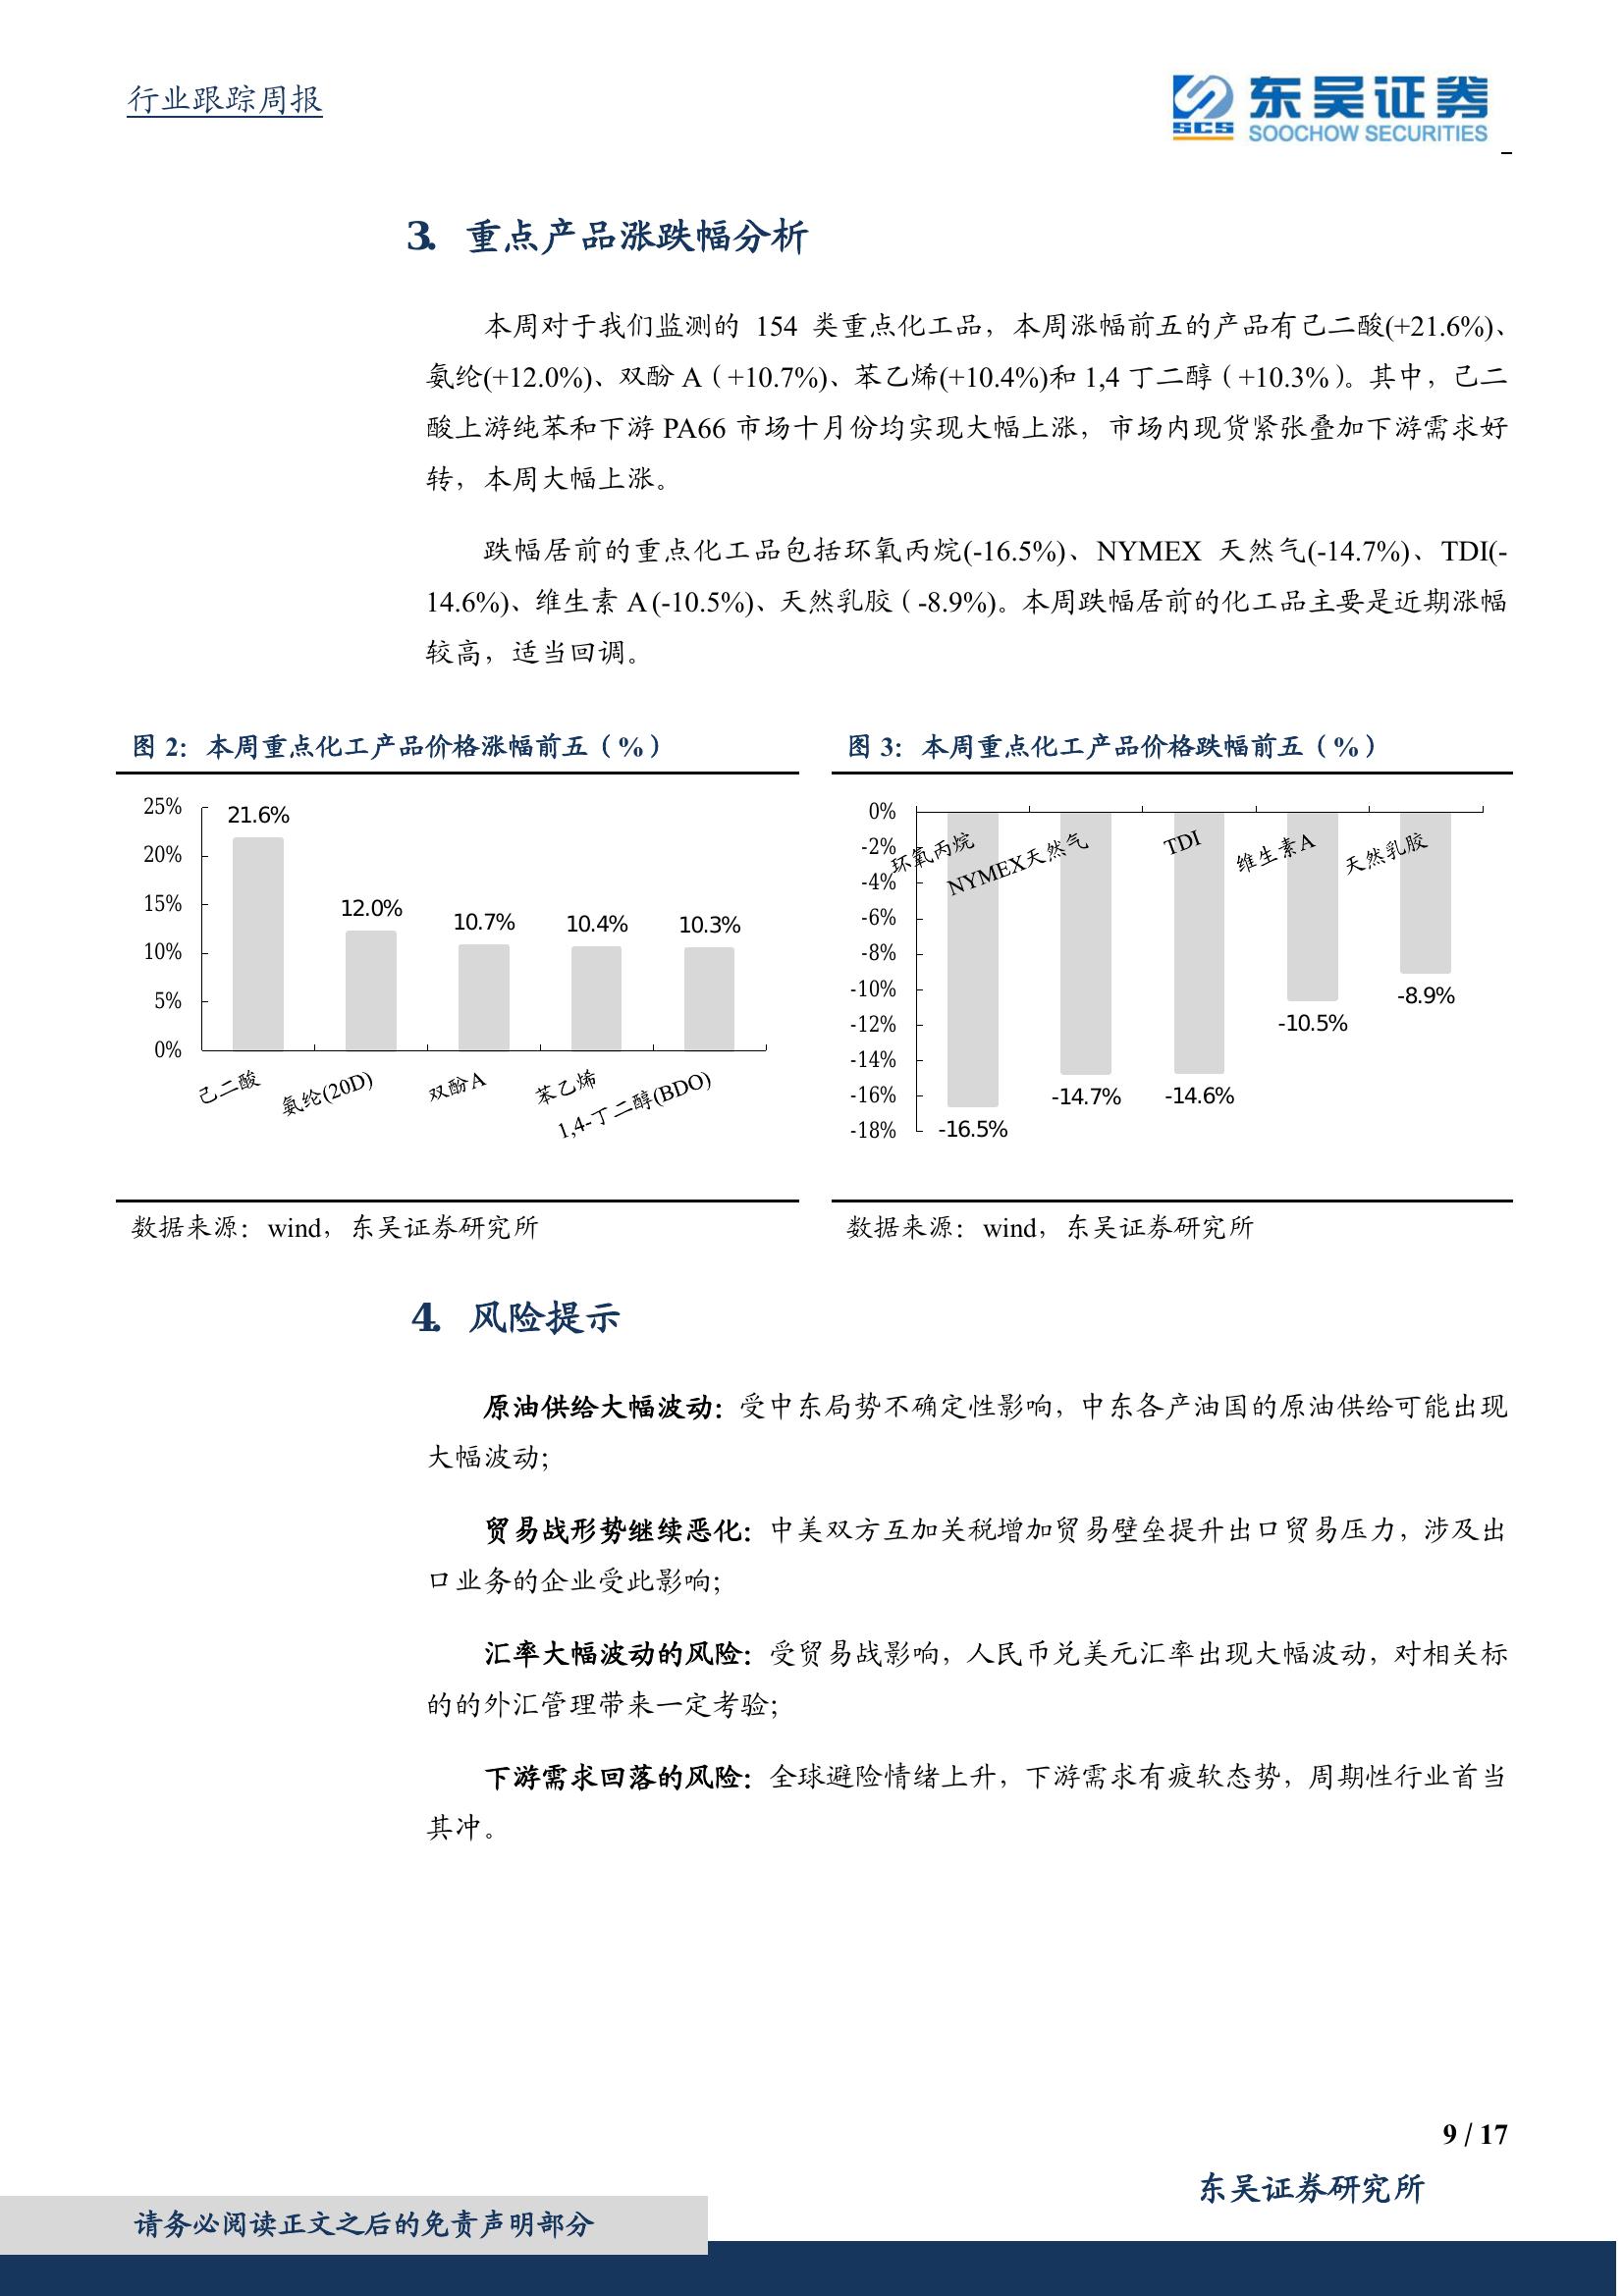 行业跟踪周报
东吴证券
SCS
SOOCHOW SECURITIES
3. 重点产品涨跌幅分析
本周对于我们监测的 154 类重点化工品，本周涨幅前五的产品有己二酸(+21.6%)、
氨纶(+12.0%)、双酚 A（+10.7%)、苯乙烯(+10.4%)和 1,4 丁二醇（+10.3%）。其中，己二
酸上游纯苯和下游 PA66 市场十月份均实现大幅上涨，市场内现货紧张叠加下游需求好
转，本周大幅上涨。
跌幅居前的重点化工品包括环氧丙烷(-16.5%)、NYMEX 天然气(-14.7%)、TDI(-
14.6%)、维生素 A (-10.5%)、天然乳胶（-8.9%)。本周跌幅居前的化工品主要是近期涨幅
较高，适当回调。
图 2：本周重点化工产品价格涨幅前五（%）
25%
20%
15%
10%
5%
0%
21.6%
12.0%
10.7%
10.4%
10.3%
己二酸
氨纶(20D)
双酚A
苯乙烯
1,4-丁二醇(BDO)
数据来源：wind，东吴证券研究所
图 3：本周重点化工产品价格跌幅前五（%）
0%
-2%
-4%
-6%
-8%
-10%
-12%
-14%
-16%
-18%
环氧丙烷
NYMEX天然气
TDI
维生素A
天然乳胶
-16.5%
-14.7%
-14.6%
-10.5%
-8.9%
数据来源：wind，东吴证券研究所
4. 风险提示
原油供给大幅波动：受中东局势不确定性影响，中东各产油国的原油供给可能出现
大幅波动；
贸易战形势继续恶化：中美双方互加关税增加贸易壁垒提升出口贸易压力，涉及出
口业务的企业受此影响；
汇率大幅波动的风险：受贸易战影响，人民币兑美元汇率出现大幅波动，对相关标
的的外汇管理带来一定考验；
下游需求回落的风险：全球避险情绪上升，下游需求有疲软态势，周期性行业首当
其冲。
9 / 17
东吴证券研究所
请务必阅读正文之后的免责声明部分